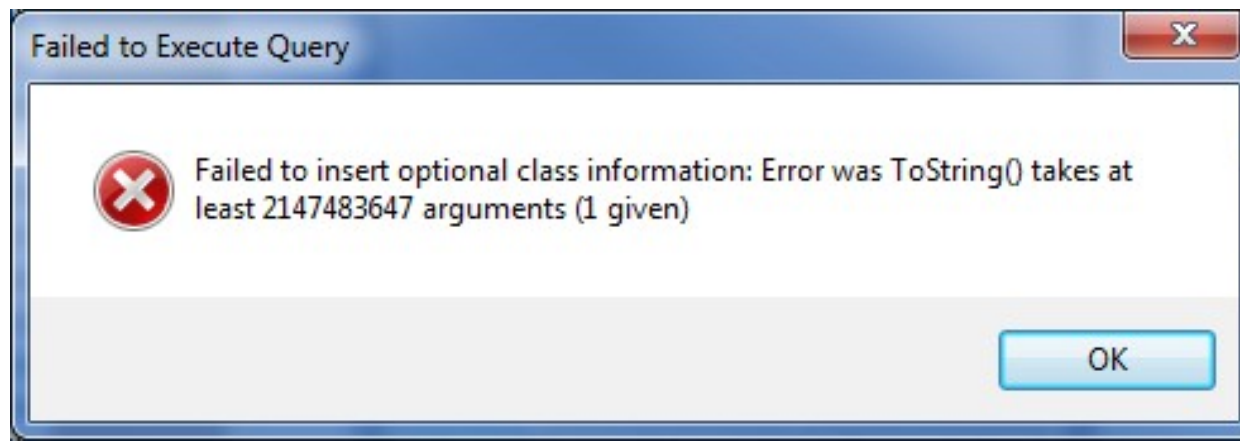 Failed to Execute Query
Failed to insert optional class information: Error was ToString() takes at
least 2147483647 arguments (1 given)
OK